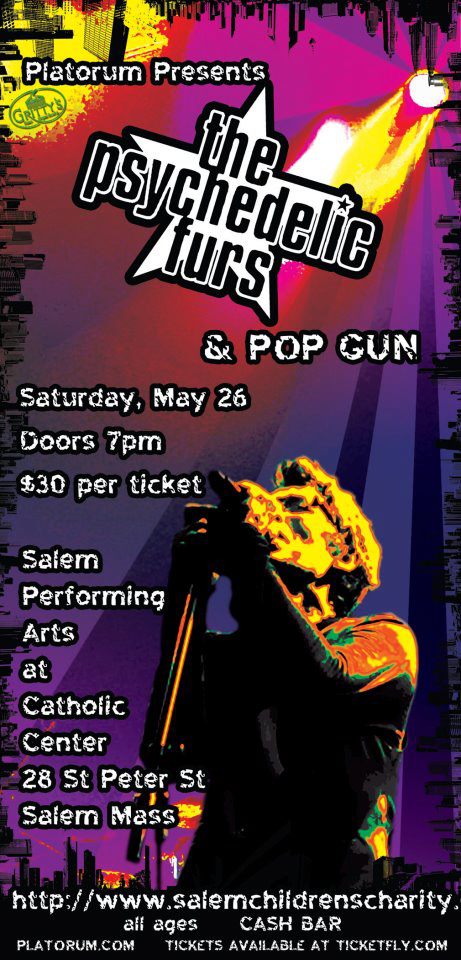 Platorum Presents
GRITTY'S
the
psychedelic
furs
& POP GUN
Saturday, May 26
Doors 7pm
$30 per ticket
Salem
Performing
Arts
at
Catholic
Center
28 St Peter St
Salem Mass
http://www.salemchildrenscharity.
all ages CASH BAR
PLATORUM.COM TICKETS AVAILABLE AT TICKETFLY.COM